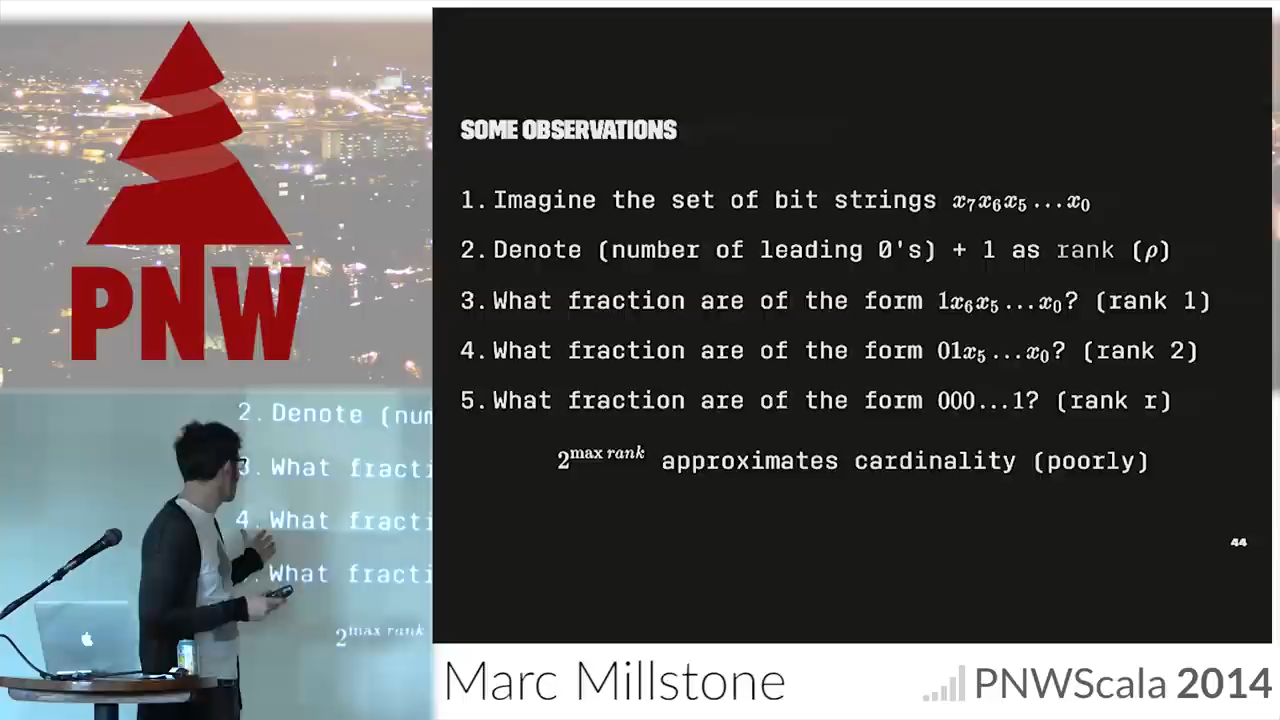 PNW
SOME OBSERVATIONS
1. Imagine the set of bit strings x₇x₆x₅...x₀
2. Denote (number of leading 0's) + 1 as rank (ρ)
3. What fraction are of the form 1x₆x₅...x₀? (rank 1)
4. What fraction are of the form 01x₅...x₀? (rank 2)
5. What fraction are of the form 000...1? (rank r)
2^max rank approximates cardinality (poorly)
44
2. Denote (num
3. What fracti
4. What fracti
What fracti
2^max rank
Marc Millstone
PNWScala 2014